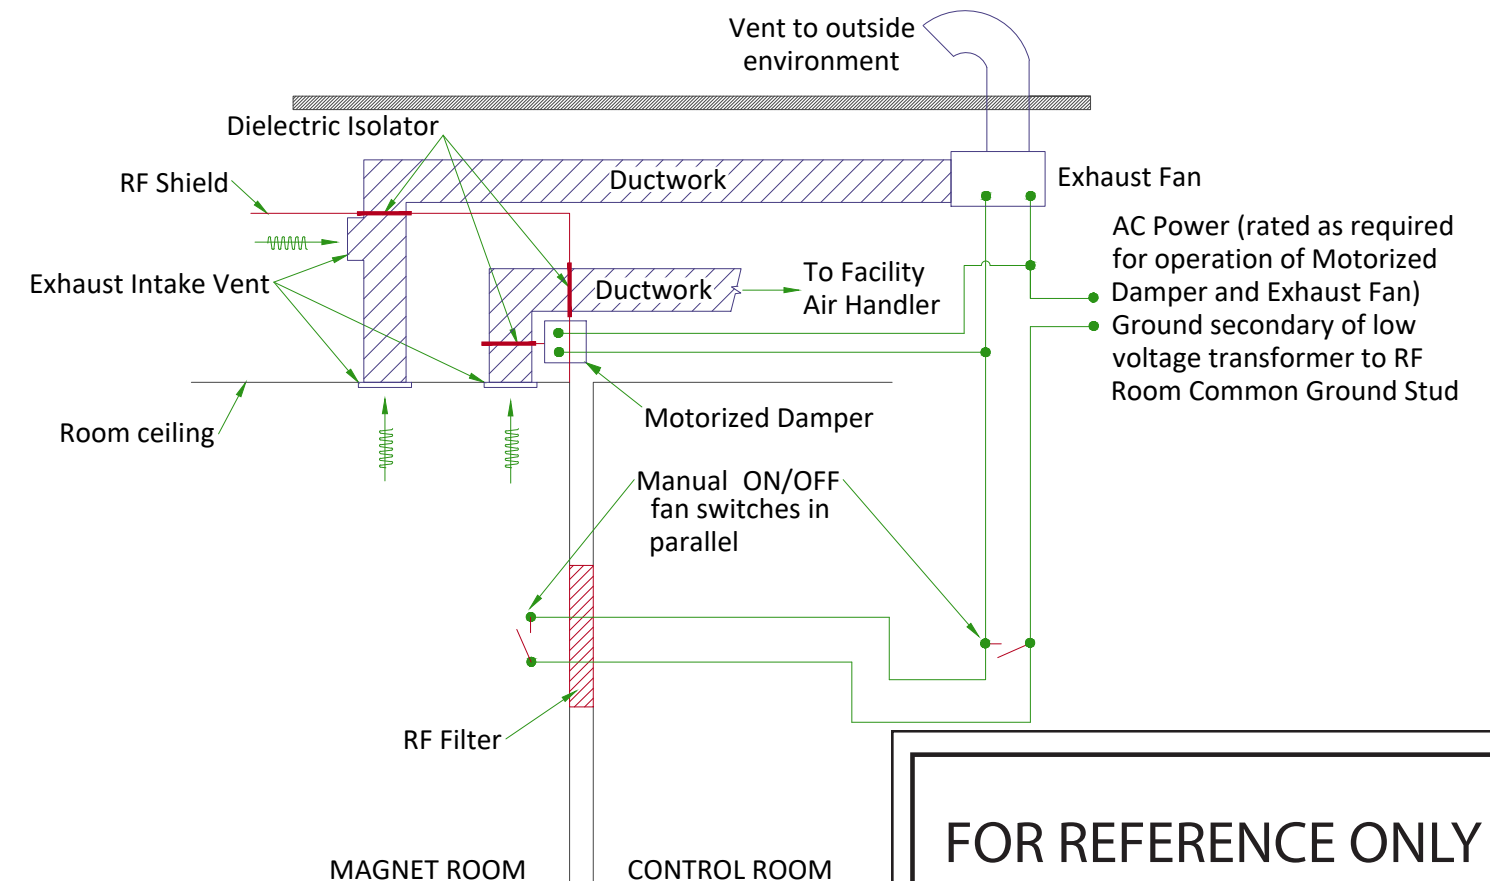 Vent to outside
environment
Dielectric Isolator
RF Shield
Ductwork
Exhaust Fan
AC Power (rated as required
for operation of Motorized
Damper and Exhaust Fan)
Ground secondary of low
voltage transformer to RF
Room Common Ground Stud
Exhaust Intake Vent
Ductwork
To Facility
Air Handler
Room ceiling
Motorized Damper
Manual ON/OFF
fan switches in
parallel
RF Filter
MAGNET ROOM
CONTROL ROOM
FOR REFERENCE ONLY